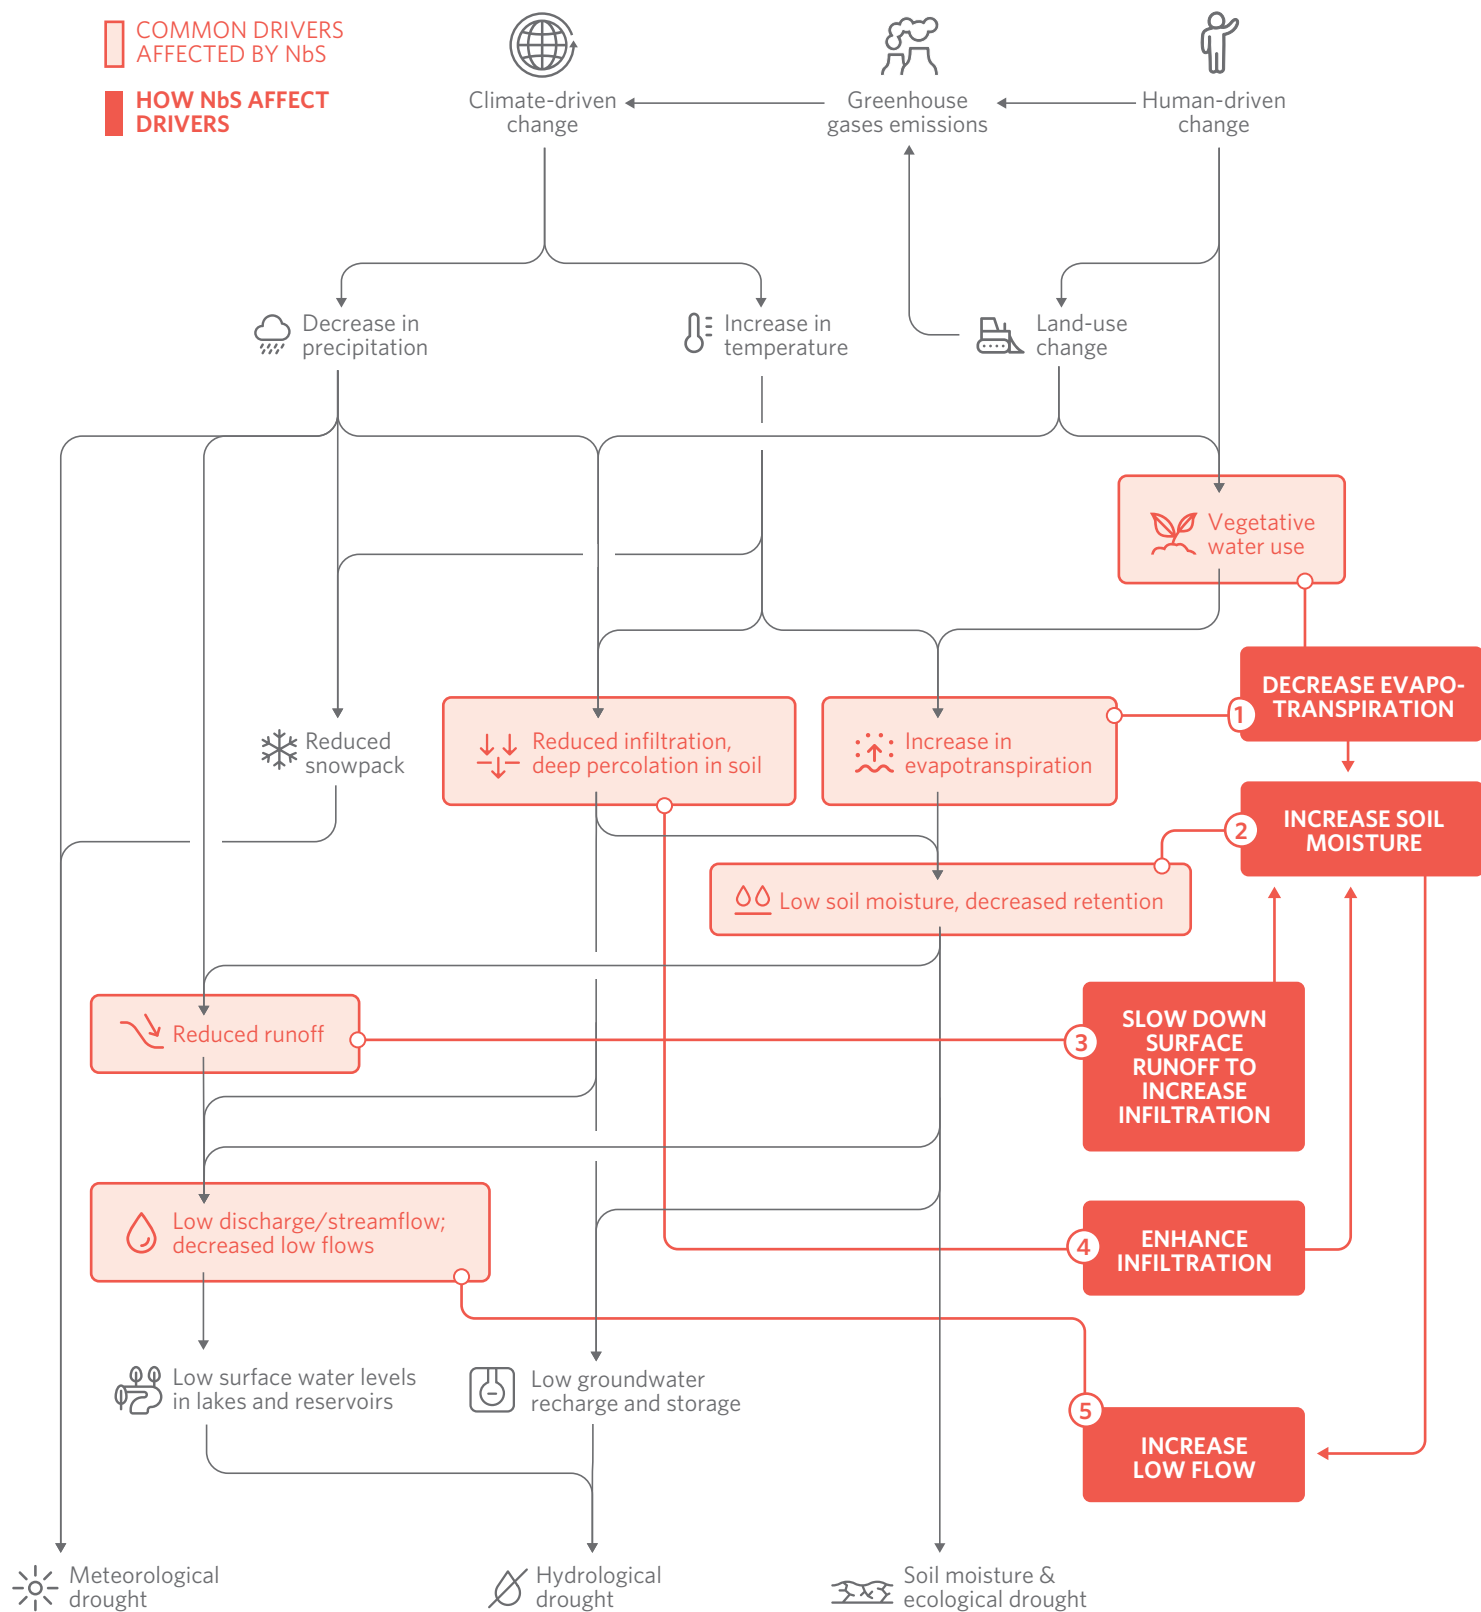 COMMON DRIVERS
AFFECTED BY NbS
HOW NbS AFFECT
DRIVERS
Climate-driven
change
Greenhouse
gases emissions
Human-driven
change
Decrease in
precipitation
Increase in
temperature
Land-use
change
Vegetative
water use
DECREASE EVAPO-
TRANSPIRATION
1
Reduced
snowpack
Reduced infiltration,
deep percolation in soil
Increase in
evapotranspiration
INCREASE SOIL
MOISTURE
2
Low soil moisture, decreased retention
Reduced runoff
3
SLOW DOWN
SURFACE
RUNOFF TO
INCREASE
INFILTRATION
Low discharge/streamflow;
decreased low flows
4
ENHANCE
INFILTRATION
Low surface water levels
in lakes and reservoirs
Low groundwater
recharge and storage
5
INCREASE
LOW FLOW
Meteorological
drought
Hydrological
drought
Soil moisture &
ecological drought